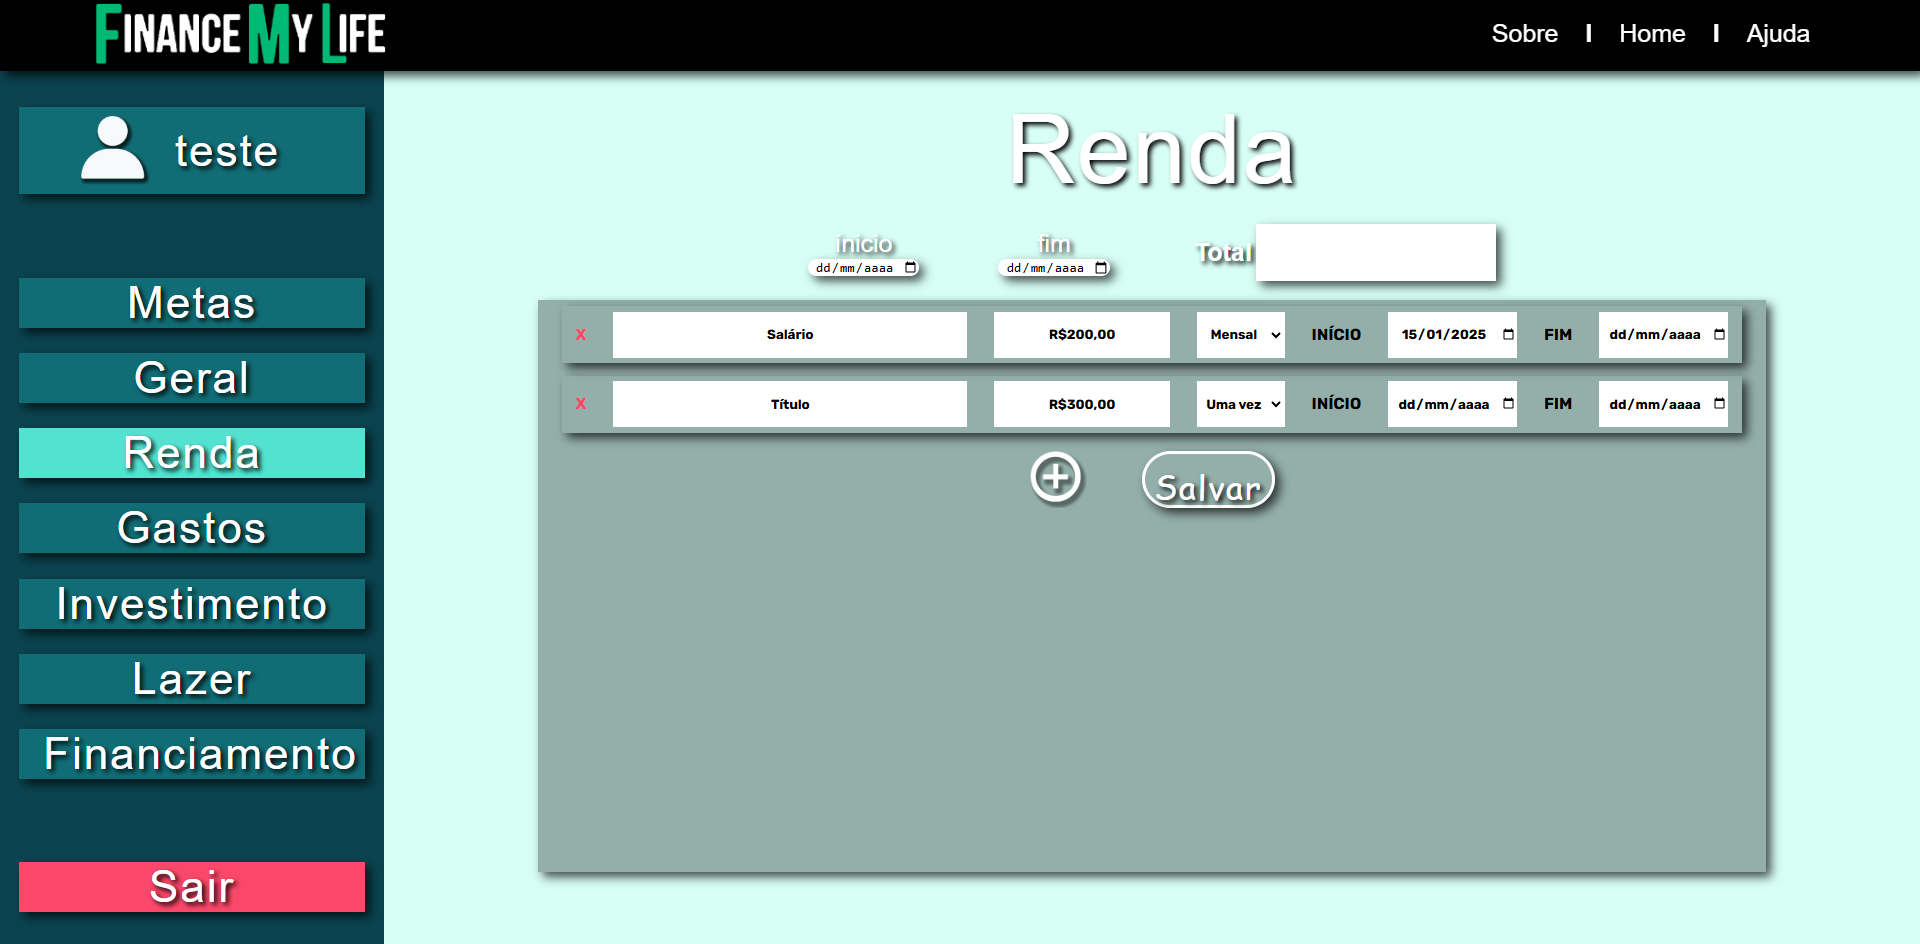 FINANCE MY LIFE
Sobre I Home I Ajuda
teste
Metas
Geral
Renda
Gastos
Investimento
Lazer
Financiamento
Sair
Renda
inicio fim Total
dd/mm/aaaa dd/mm/aaaa
X Salário R$200,00 Mensal INÍCIO 15/01/2025 FIM dd/mm/aaaa
X Título R$300,00 Uma vez INÍCIO dd/mm/aaaa FIM dd/mm/aaaa
Salvar